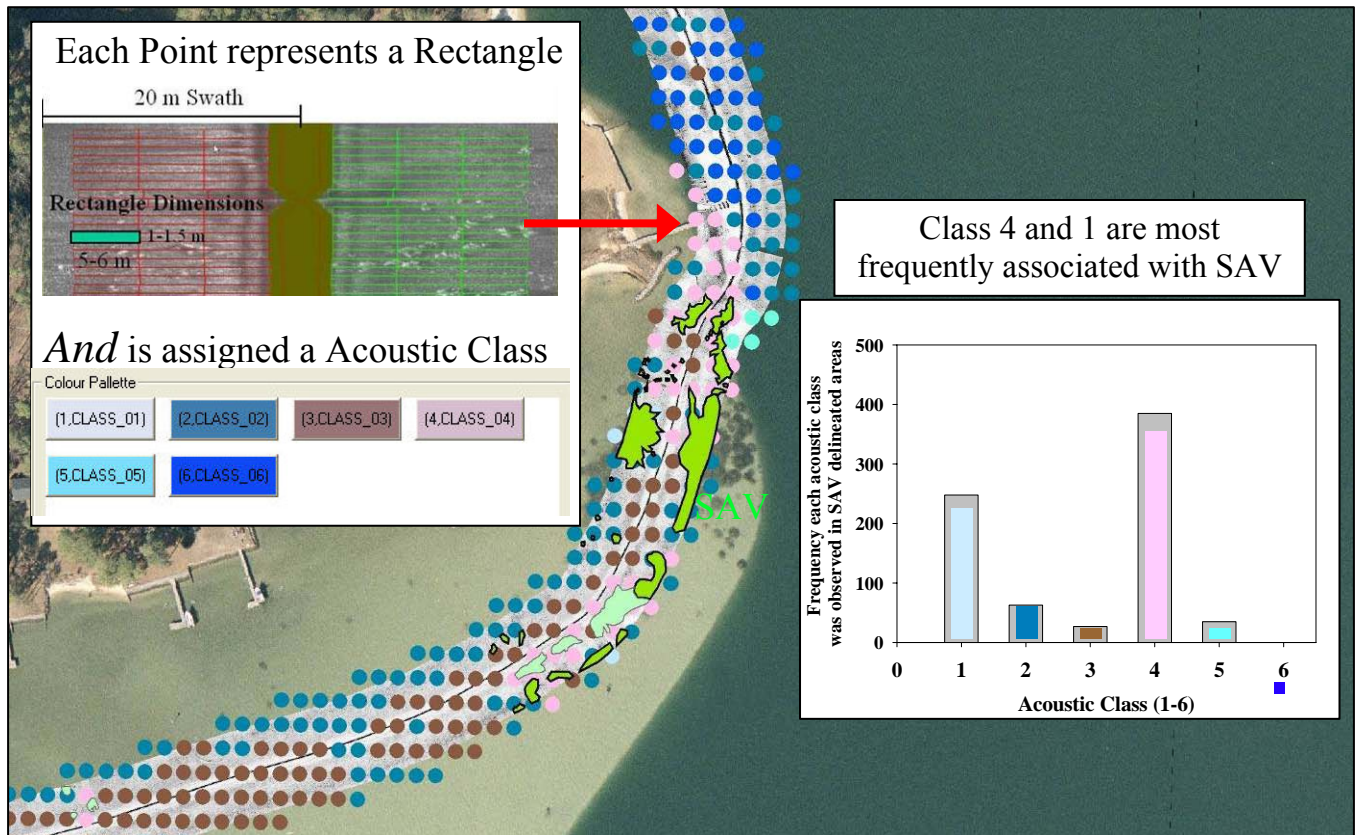 Each Point represents a Rectangle
20 m Swath
Rectangle Dimensions
1-1.5 m
5-6 m
And is assigned a Acoustic Class
Colour Pallette
(1,CLASS_01)
(2,CLASS_02)
(3,CLASS_03)
(4,CLASS_04)
(5,CLASS_05)
(6,CLASS_06)
SAV
Class 4 and 1 are most
frequently associated with SAV
Frequency each acoustic class
was observed in SAV delineated areas
500
400
300
200
100
0
0 1 2 3 4 5 6
Acoustic Class (1-6)